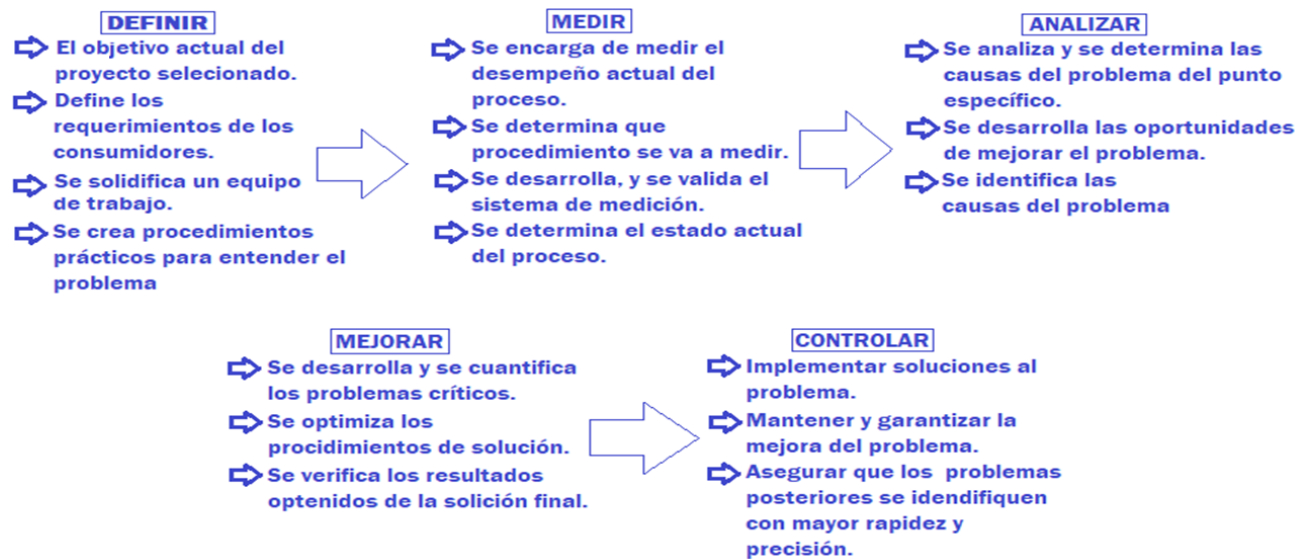 DEFINIR
El objetivo actual del
proyecto selecionado.
Define los
requerimientos de los
consumidores.
Se solidifica un equipo
de trabajo.
Se crea procedimientos
prácticos para entender el
problema
MEDIR
Se encarga de medir el
desempeño actual del
proceso.
Se determina que
procedimiento se va a medir.
Se desarrolla, y se valida el
sistema de medición.
Se determina el estado actual
del proceso.
ANALIZAR
Se analiza y se determina las
causas del problema del punto
específico.
Se desarrolla las oportunidades
de mejorar el problema.
Se identifica las
causas del problema
MEJORAR
Se desarrolla y se cuantifica
los problemas críticos.
Se optimiza los
procidimientos de solución.
Se verifica los resultados
optenidos de la solición final.
CONTROLAR
Implementar soluciones al
problema.
Mantener y garantizar la
mejora del problema.
Asegurar que los problemas
posteriores se idendifiquen
con mayor rapidez y
precisión.